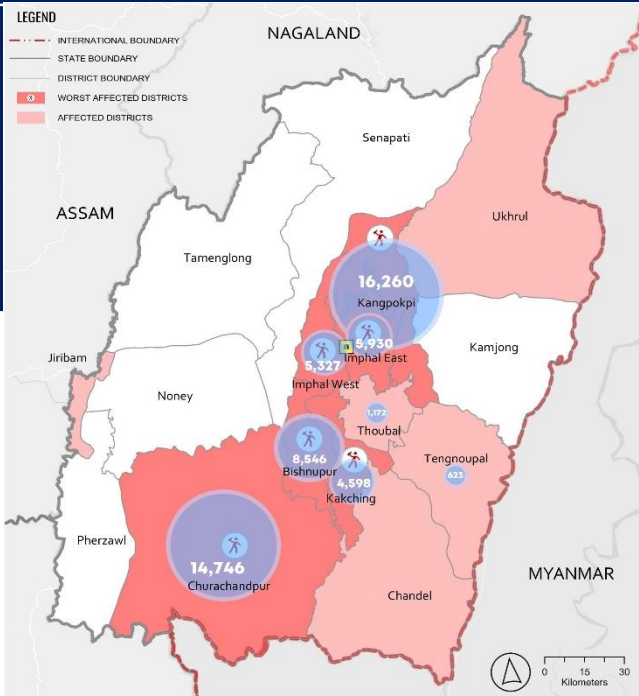 LEGEND
INTERNATIONAL BOUNDARY
STATE BOUNDARY
DISTRICT BOUNDARY
WORST AFFECTED DISTRICTS
AFFECTED DISTRICTS
NAGALAND
Senapati
Ukhrul
ASSAM
Tamenglong
16,260
Kangpokpi
5,930
Imphal East
5,327
Imphal West
Kamjong
Jiribam
Noney
1,172
Thoubal
8,546
Bishnupur
Tengnoupal
623
4,598
Kakching
Pherzawl
14,746
Churachandpur
MYANMAR
Chandel
0 15 30
Kilometers